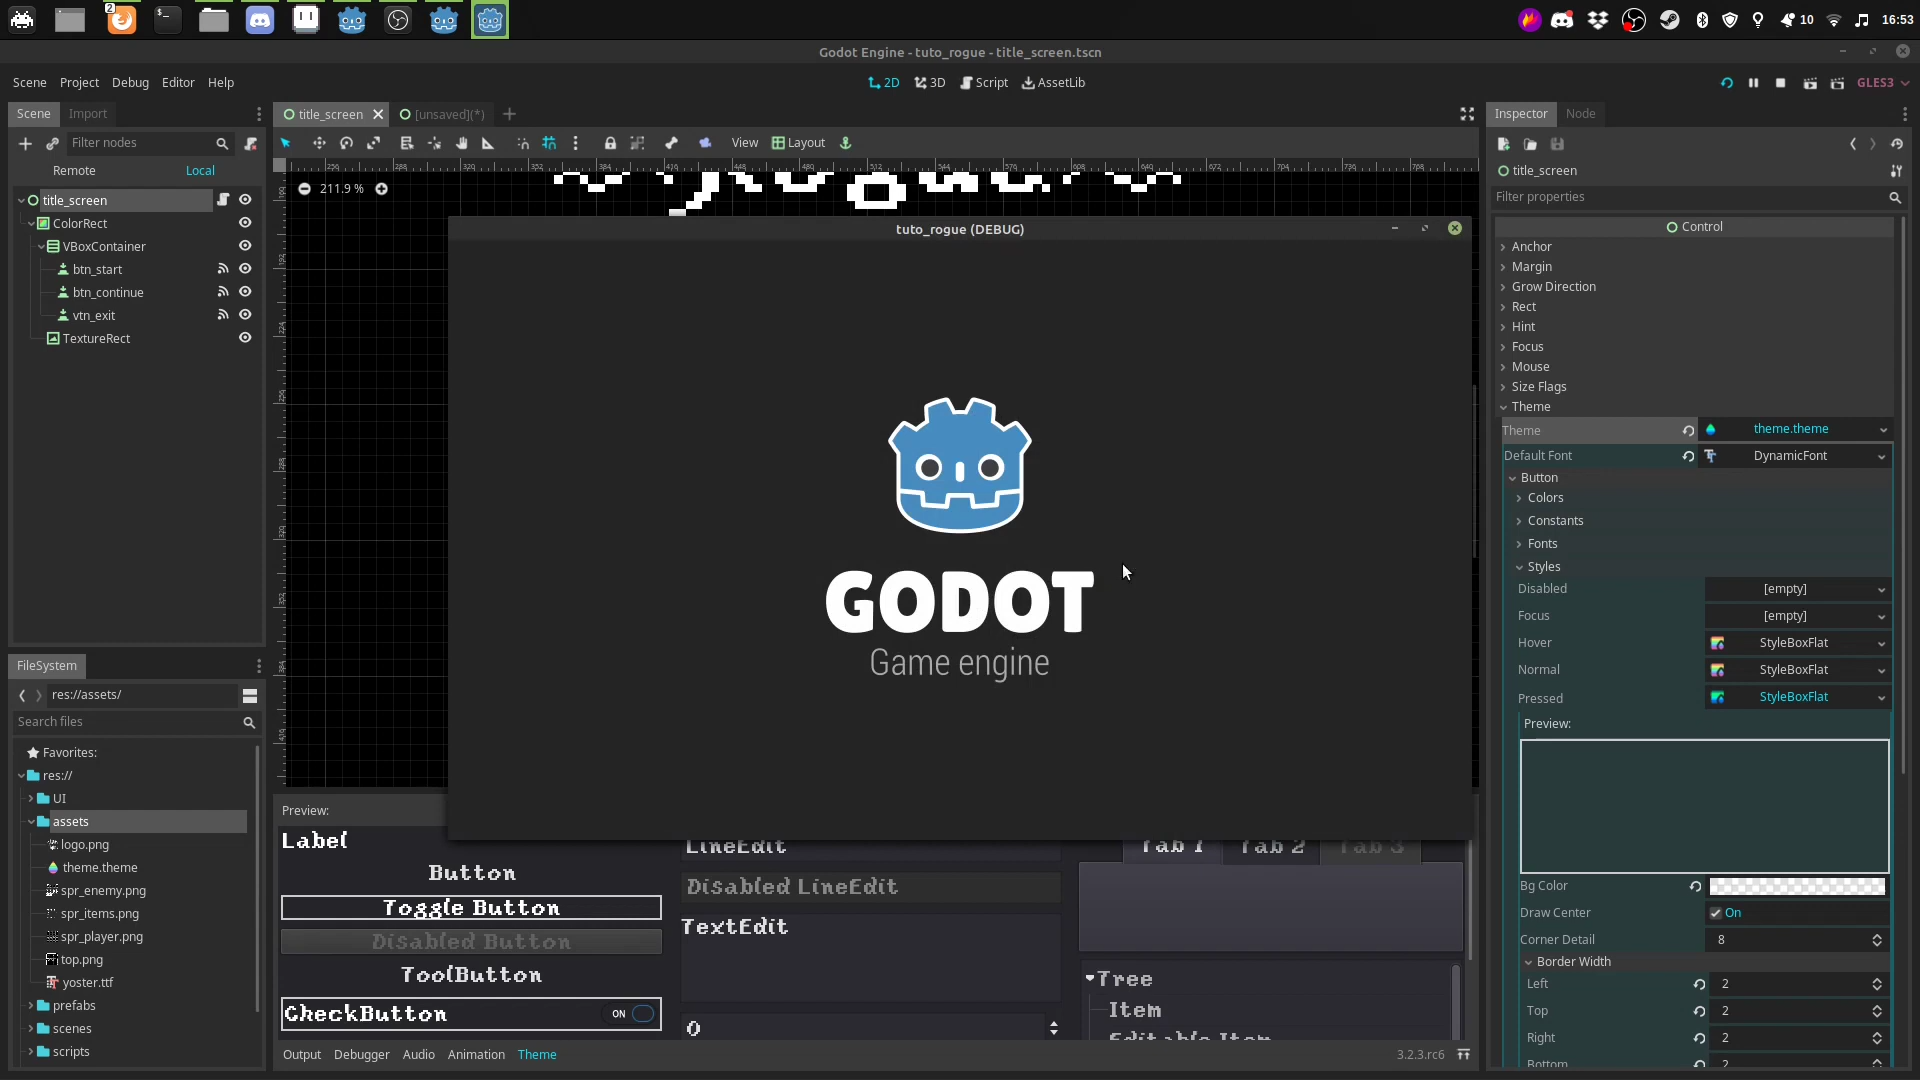 2
10
16:53
Godot Engine - tuto_rogue - title_screen.tscn
Scene Project Debug Editor Help
2D 3D Script AssetLib
GLES3
Scene Import
title_screen [unsaved](*)
Inspector Node
Filter nodes
View Layout
Remote Local
title_screen
211.9 %
Filter properties
title_screen
ColorRect
VBoxContainer
btn_start
btn_continue
vtn_exit
TextureRect
tuto_rogue (DEBUG)
GODOT
Game engine
Control
Anchor
Margin
Grow Direction
Rect
Hint
Focus
Mouse
Size Flags
Theme
Theme theme.theme
Default Font DynamicFont
Button
Colors
Constants
Fonts
Styles
Disabled [empty]
Focus [empty]
Hover StyleBoxFlat
Normal StyleBoxFlat
Pressed StyleBoxFlat
Preview:
Bg Color
Draw Center On
Corner Detail 8
Border Width
Left 2
Top 2
Right 2
Bottom 2
FileSystem
res://assets/
Search files
Favorites:
res://
UI
assets
logo.png
theme.theme
spr_enemy.png
spr_items.png
spr_player.png
top.png
yoster.ttf
prefabs
scenes
scripts
Preview:
Label
Button
Toggle Button
Disabled Button
ToolButton
CheckButton ON
LineEdit
Disabled LineEdit
TextEdit
0
Tab 1 Tab 2 Tab 3
Tree
Item
Editable Item
Output Debugger Audio Animation Theme
3.2.3.rc6